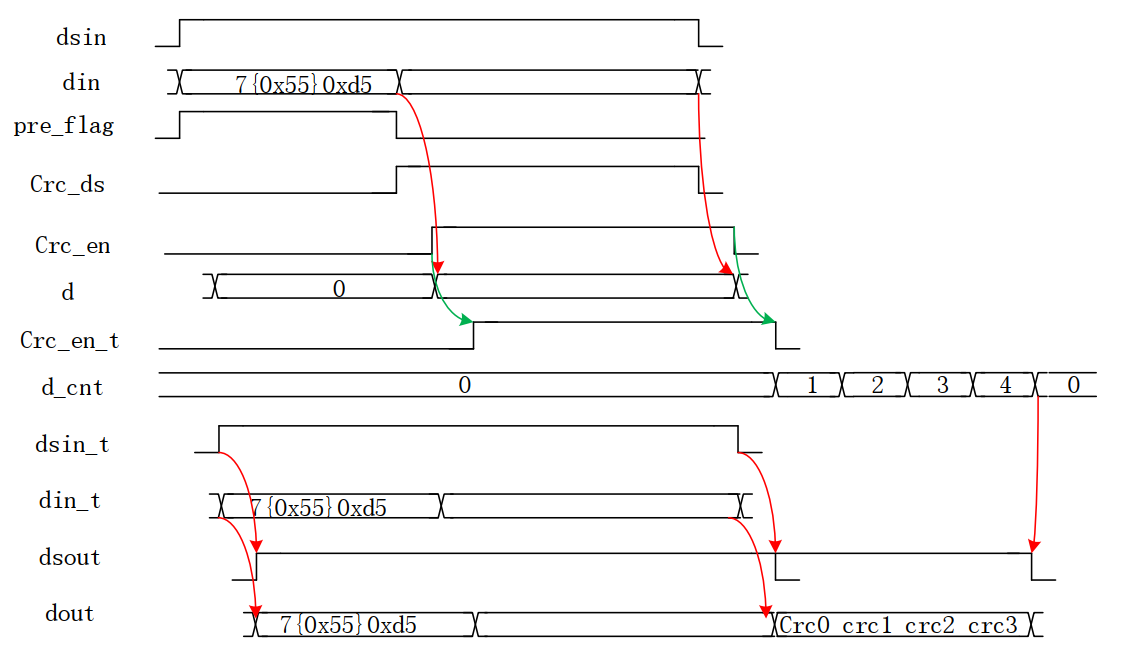 dsin
din 7{0x55}0xd5
pre_flag
Crc_ds
Crc_en
d 0
Crc_en_t
d_cnt 0 1 2 3 4 0
dsin_t
din_t 7{0x55}0xd5
dsout
dout 7{0x55}0xd5 Crc0 crc1 crc2 crc3